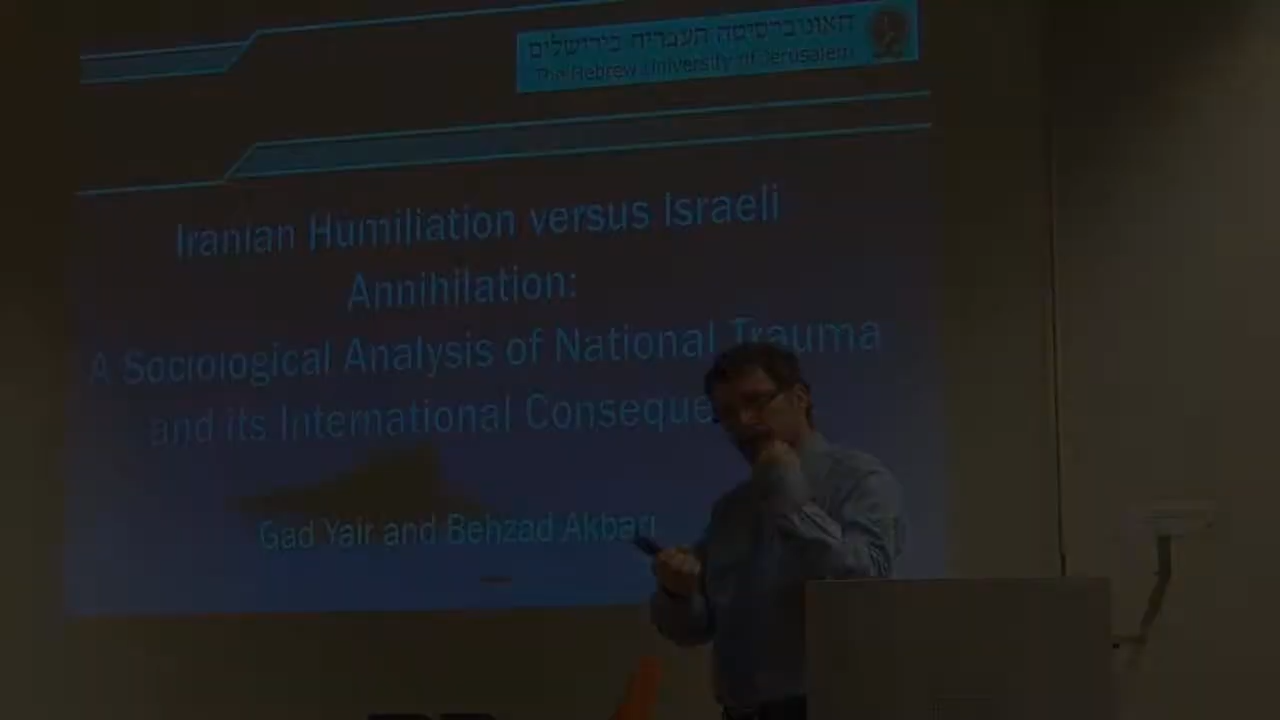 האוניברסיטה העברית בירושלים
The Hebrew University of Jerusalem
Iranian Humiliation versus Israeli
Annihilation:
A Sociological Analysis of National Trauma
and its International Conseque
Gad Yair and Behzad Akbari